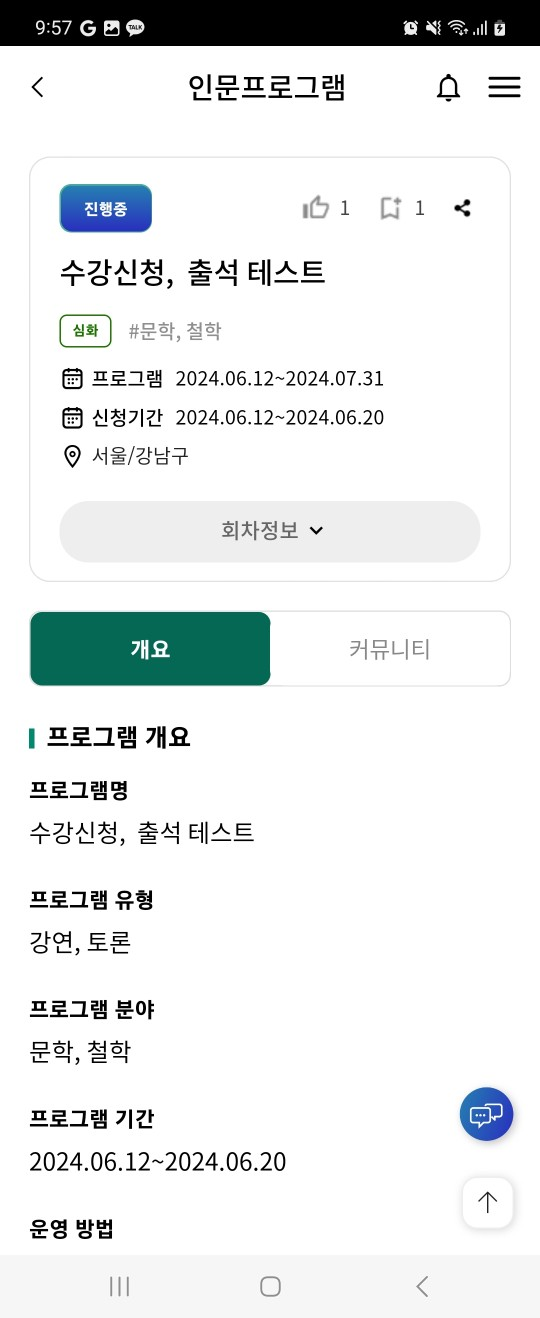 9:57 G TALK
인문프로그램
진행중 1 1
수강신청, 출석 테스트
심화 #문학, 철학
프로그램 2024.06.12~2024.07.31
신청기간 2024.06.12~2024.06.20
서울/강남구
회차정보
개요 커뮤니티
프로그램 개요
프로그램명
수강신청, 출석 테스트
프로그램 유형
강연, 토론
프로그램 분야
문학, 철학
프로그램 기간
2024.06.12~2024.06.20
운영 방법